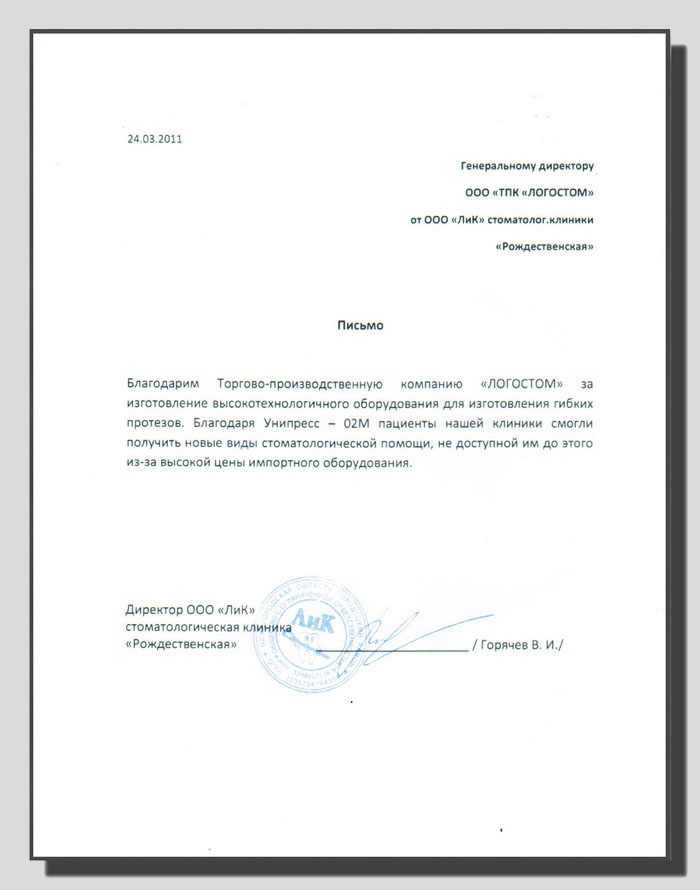 24.03.2011
Генеральному директору
ООО «ТПК «ЛОГОСТОМ»
от ООО «ЛиК» стоматолог.клиники
«Рождественская»
Письмо
Благодарим Торгово-производственную компанию «ЛОГОСТОМ» за
изготовление высокотехнологичного оборудования для изготовления гибких
протезов. Благодаря Унипресс – 02М пациенты нашей клиники смогли
получить новые виды стоматологической помощи, не доступной им до этого
из-за высокой цены импортного оборудования.
Директор ООО «ЛиК»
стоматологическая клиника
«Рождественская» / Горячев В. И./
ЛиК